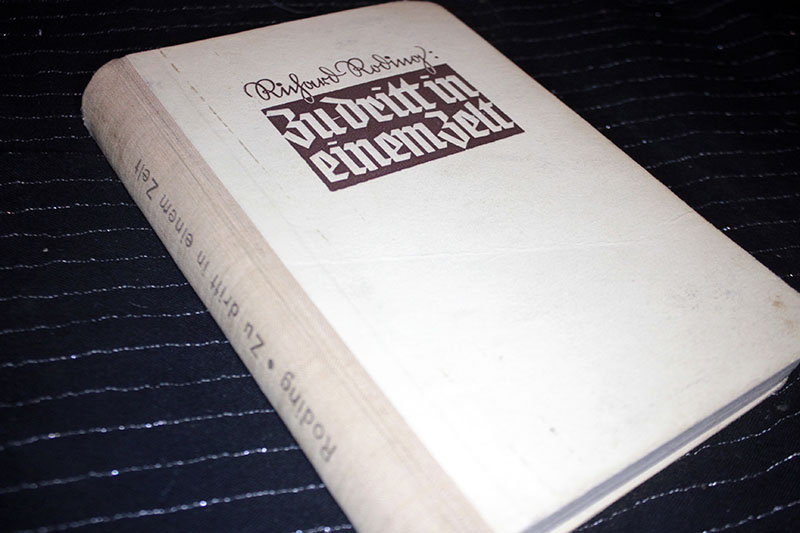 Richard Roding:
Zu dritt in
einem Zelt
Roding • Zu dritt in einem Zelt